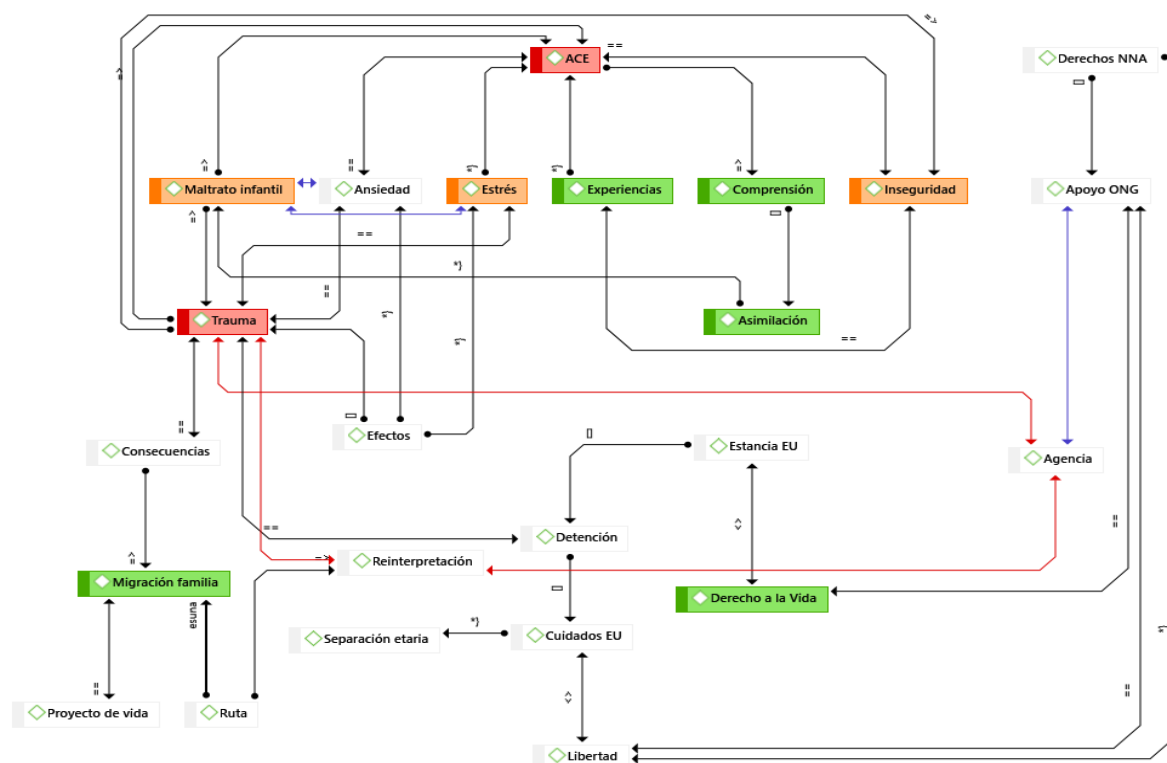 =>
==
ACE
Derechos NNA
=>
[]
=>
==
*}
*}
=>
Maltrato infantil
Ansiedad
Estrés
Experiencias
Comprensión
Inseguridad
Apoyo ONG
=>
[]
==
*}
==
Trauma
Asimilación
*}
*}
==
==
[]
Efectos
[]
Estancia EU
Consecuencias
Agencia
==
<>
==
Detención
=>
=>
Reinterpretación
Migración familia
[]
Derecho a la Vida
esuna
*}
Separación etaria
Cuidados EU
*}
==
<>
==
Proyecto de vida
Ruta
Libertad